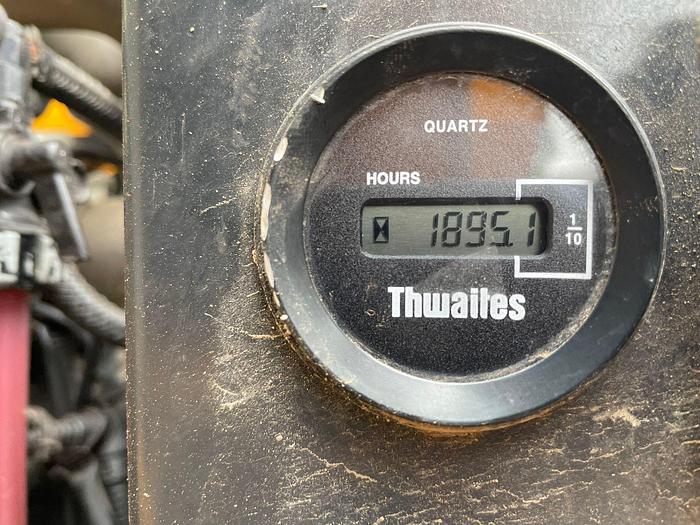 QUARTZ
HOURS
1895.1
1
10
Thwaites